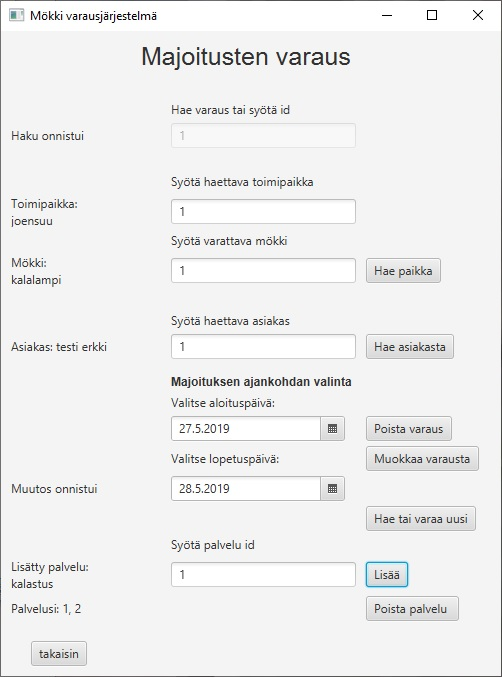 Mökki varausjärjestelmä
Majoitusten varaus
Hae varaus tai syötä id
Haku onnistui
1
Syötä haettava toimipaikka
Toimipaikka:
joensuu
1
Syötä varattava mökki
Mökki:
kalalampi
1
Hae paikka
Syötä haettava asiakas
Asiakas: testi erkki
1
Hae asiakasta
Majoituksen ajankohdan valinta
Valitse aloituspäivä:
27.5.2019
Poista varaus
Valitse lopetuspäivä:
Muokkaa varausta
Muutos onnistui
28.5.2019
Hae tai varaa uusi
Syötä palvelu id
Lisätty palvelu:
kalastus
1
Lisää
Palvelusi: 1, 2
Poista palvelu
takaisin